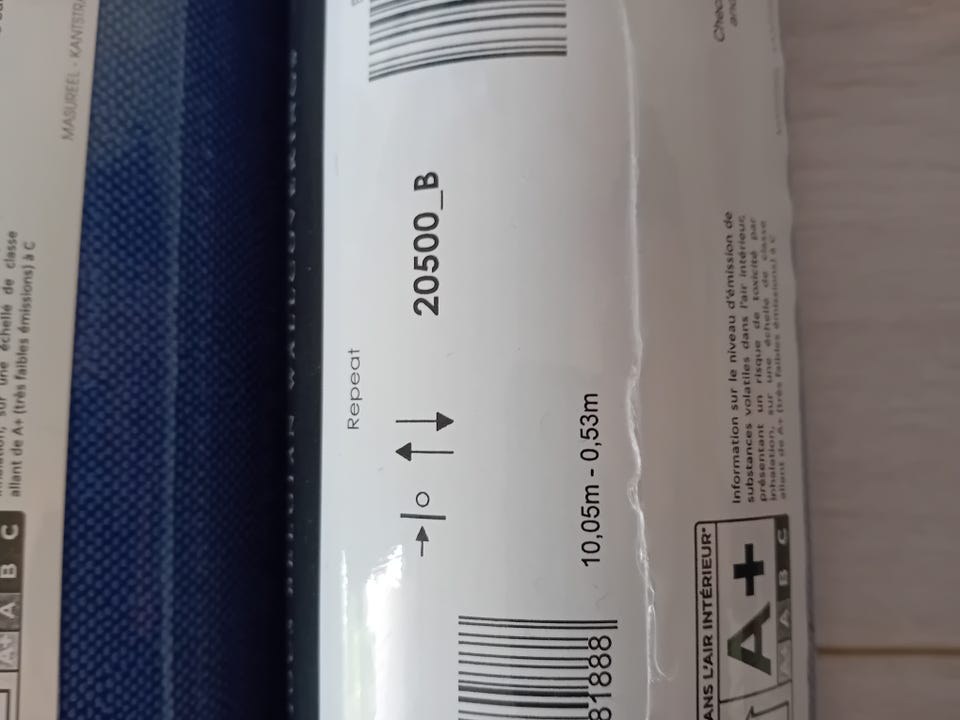 MASUREEL - KANTSTRA
sur une échelle de classe
allant de A+ (très faibles émissions) à C
A+ A B C
Repeat
20500_B
10,05m - 0,53m
81888
ANS L'AIR INTÉRIEUR*
A+
A+ A B C
Information sur le niveau d'émission de
substances volatiles dans l'air intérieur,
présentant un risque de toxicité par
inhalation, sur une échelle de classe
allant de A+ (très faibles émissions) à C